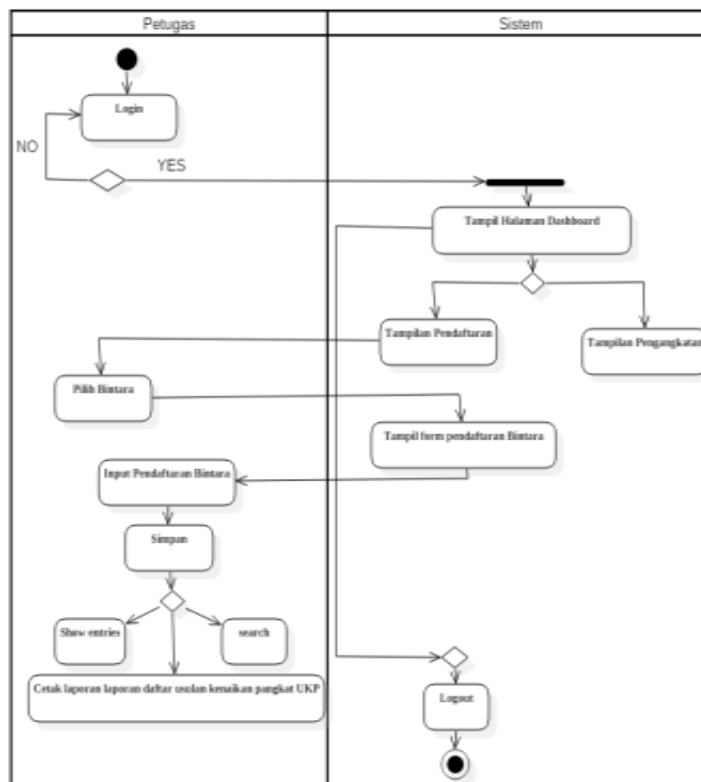 Petugas
Sistem
Login
NO
YES
Tampil Halaman Dashboard
Tampilan Pendaftaran
Tampilan Pengangkatan
Pilih Bintara
Tampil form pendaftaran Bintara
Input Pendaftaran Bintara
Simpan
Show entries
search
Cetak laporan laporan daftar usulan kenaikan pangkat UKP
Logout